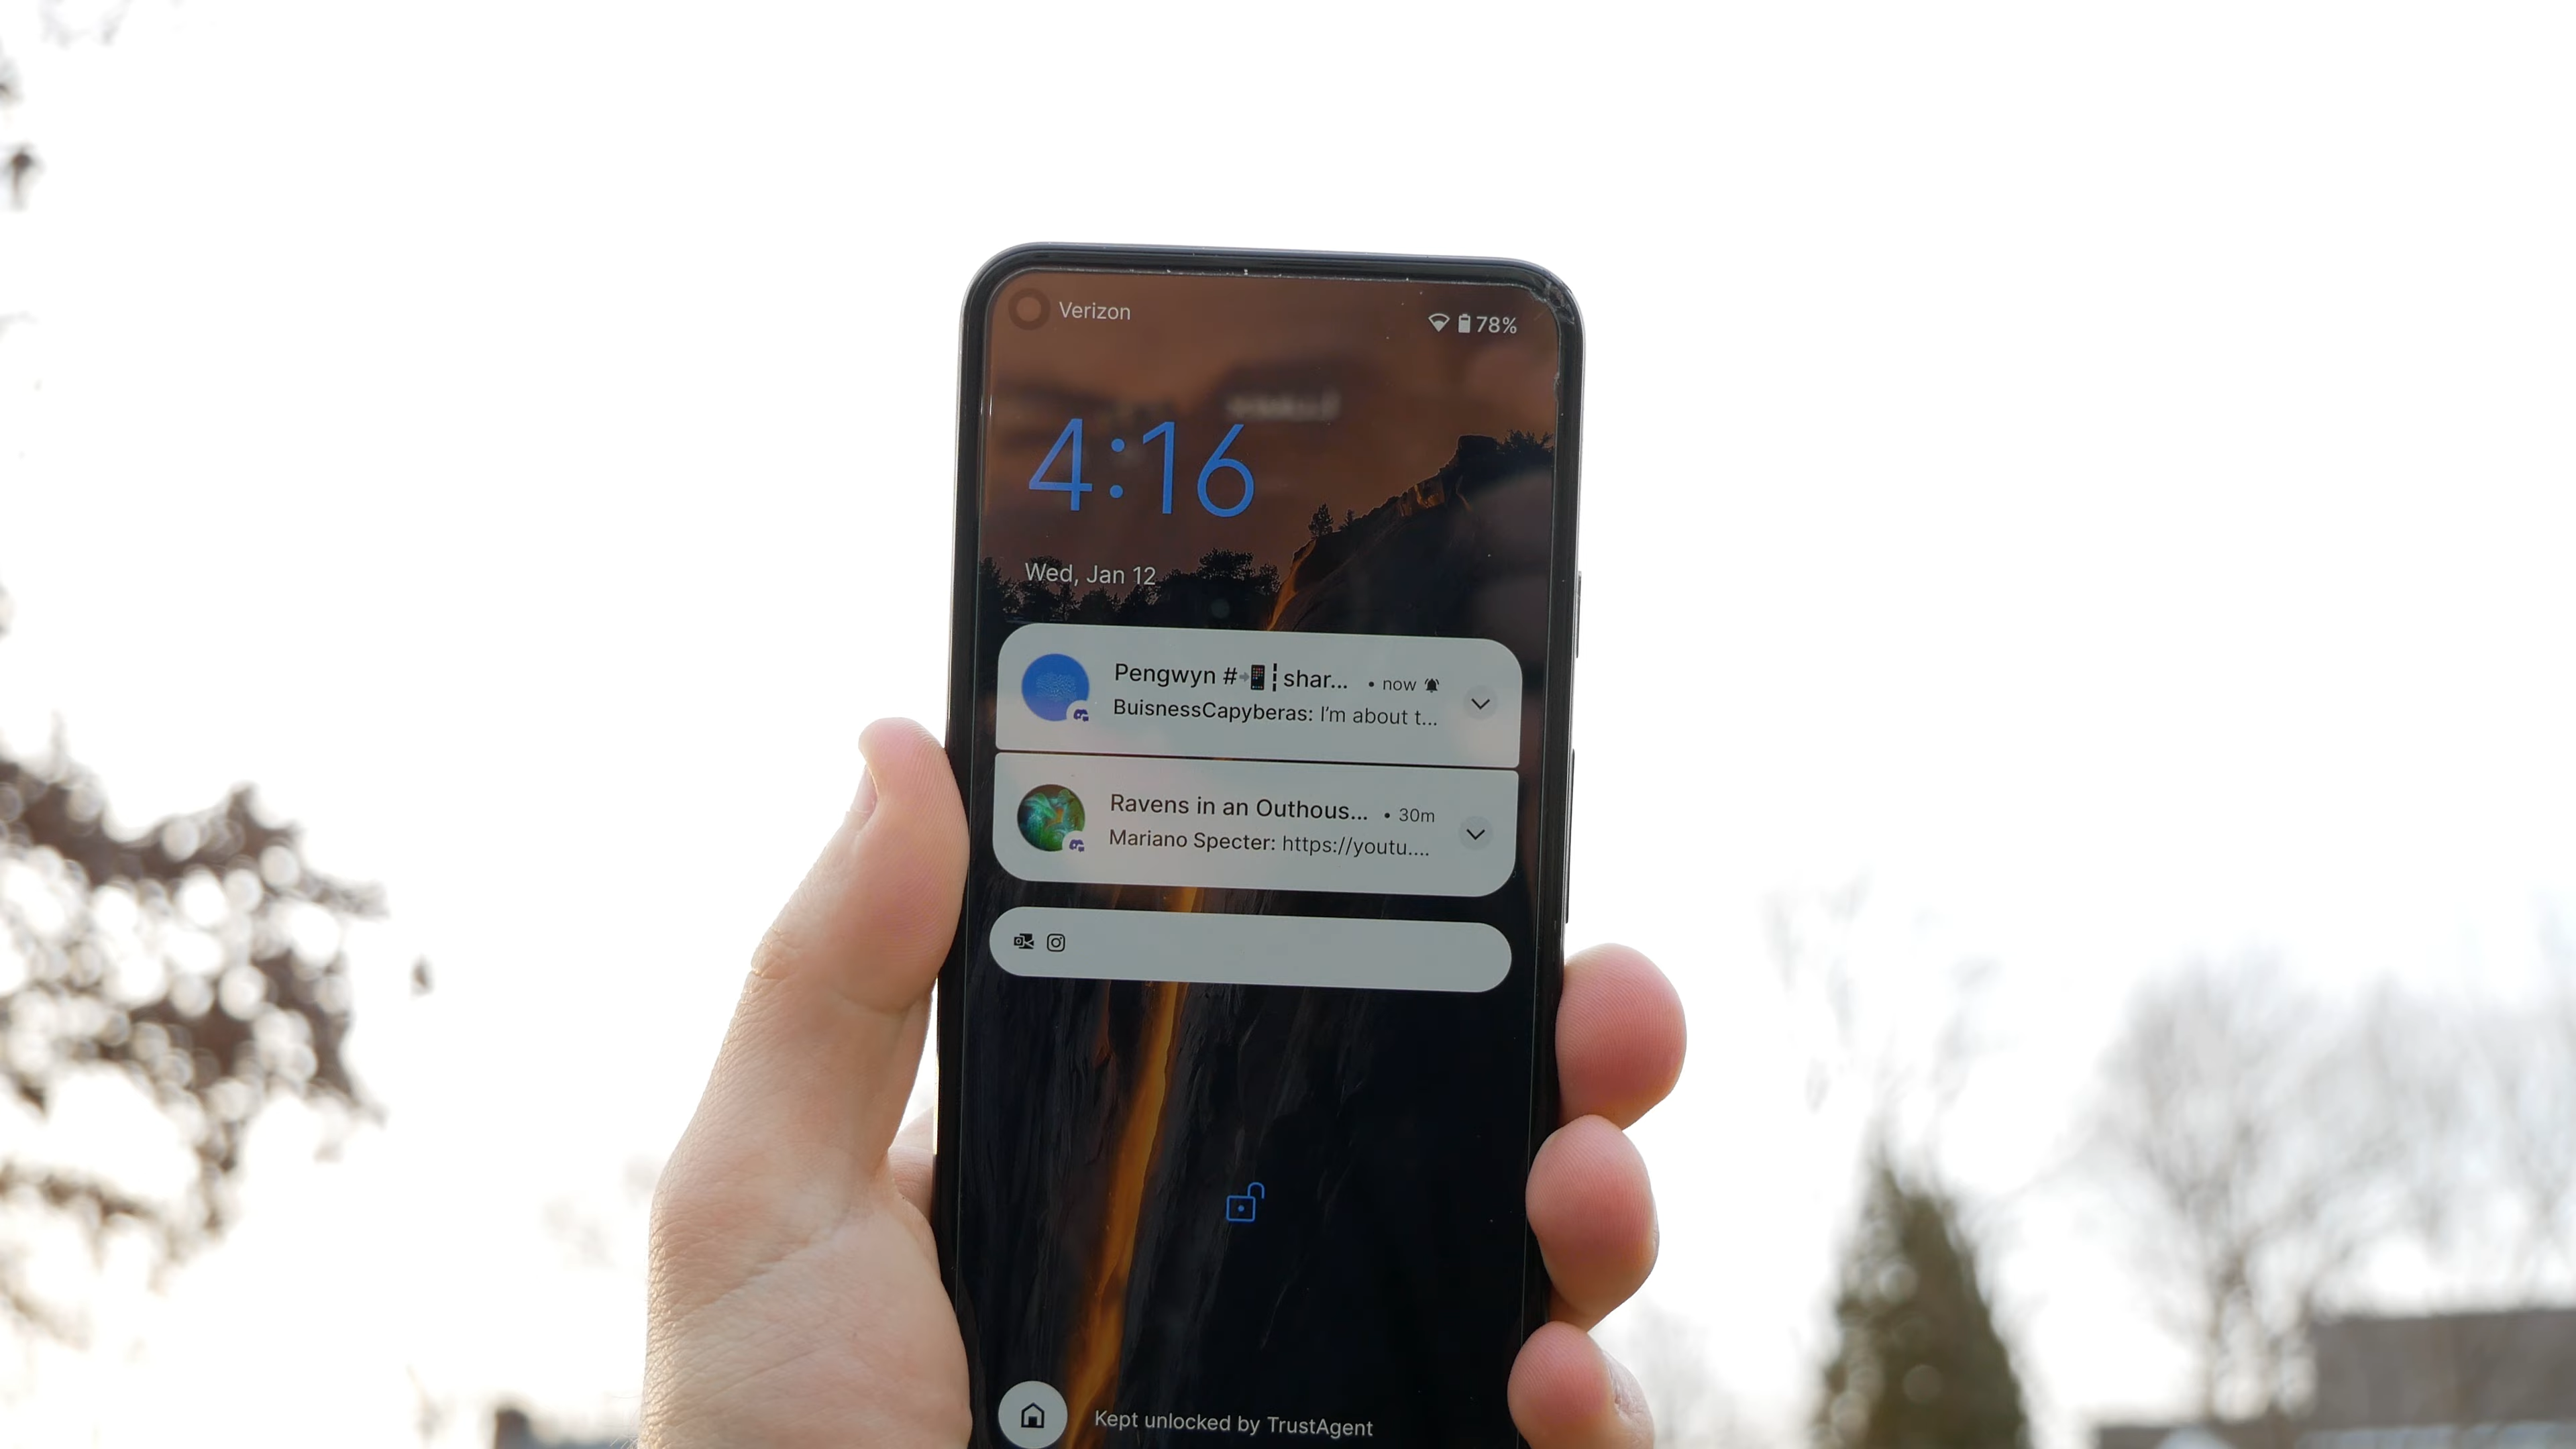 Verizon
78%
4:16
Wed, Jan 12
Pengwyn #📲┆shar... • now
BuisnessCapyberas: I'm about t...
Ravens in an Outhous... • 30m
Mariano Specter: https://youtu....
Kept unlocked by TrustAgent